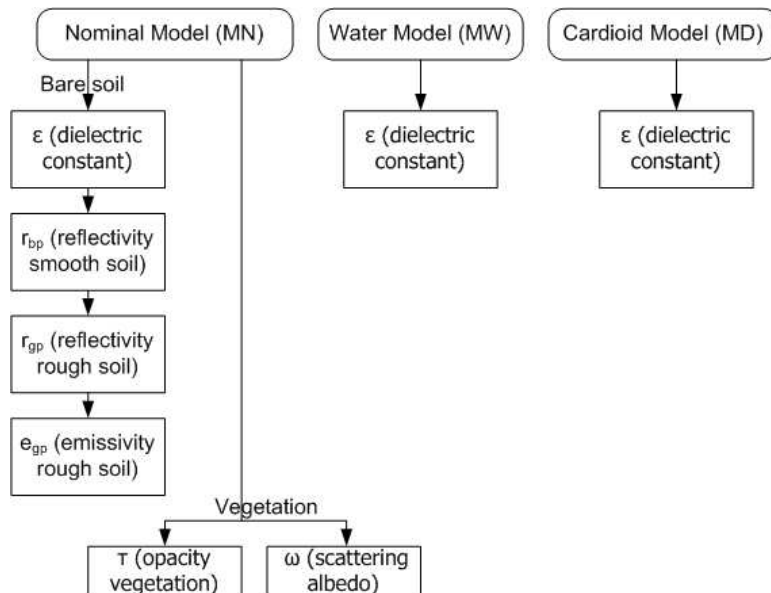 Nominal Model (MN)
Water Model (MW)
Cardioid Model (MD)
Bare soil
ε (dielectric
constant)
ε (dielectric
constant)
ε (dielectric
constant)
r_bp (reflectivity
smooth soil)
r_gp (reflectivity
rough soil)
e_gp (emissivity
rough soil)
Vegetation
τ (opacity
vegetation)
ω (scattering
albedo)